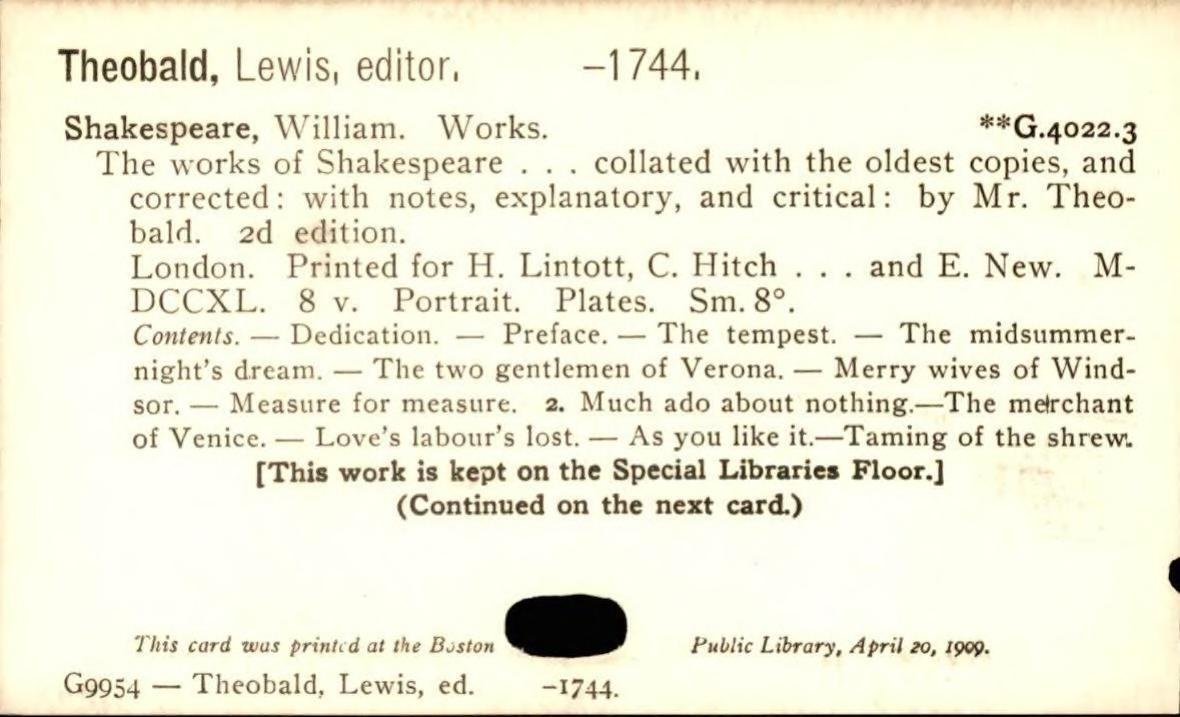 Theobald, Lewis, editor. -1744.
Shakespeare, William. Works. **G.4022.3
The works of Shakespeare . . . collated with the oldest copies, and
corrected: with notes, explanatory, and critical: by Mr. Theo-
bald. 2d edition.
London. Printed for H. Lintott, C. Hitch . . . and E. New. M-
DCCXL. 8 v. Portrait. Plates. Sm. 8°.
Contents. — Dedication. — Preface. — The tempest. — The midsummer-
night's dream. — The two gentlemen of Verona. — Merry wives of Wind-
sor. — Measure for measure. 2. Much ado about nothing.—The merchant
of Venice. — Love's labour's lost. — As you like it.—Taming of the shrew.
[This work is kept on the Special Libraries Floor.]
(Continued on the next card.)
This card was printed at the Boston Public Library, April 20, 1909.
G9954 — Theobald, Lewis, ed. -1744.